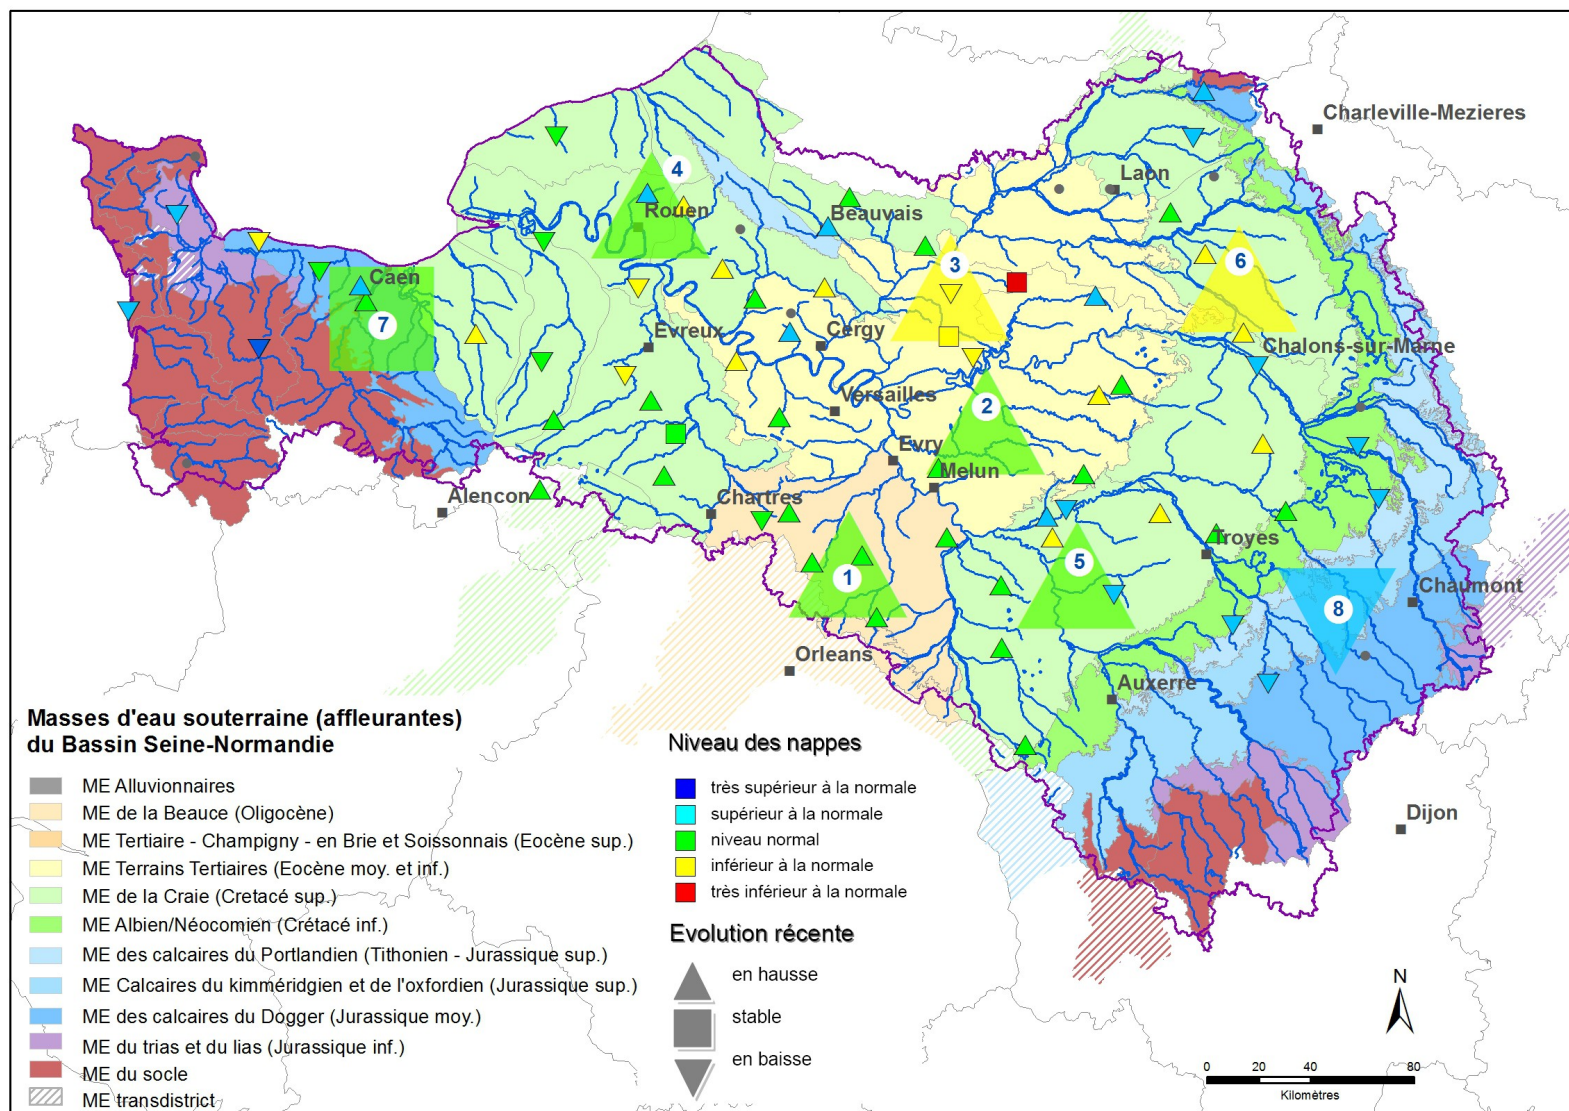 Charleville-Mezieres
Laon
4
Rouen
Beauvais
3
6
Caen
7
Evreux
Cergy
Chalons-sur-Marne
Versailles
2
Evry
Melun
Alencon
Chartres
Troyes
5
1
Chaumont
8
Orleans
Auxerre
Dijon
Masses d'eau souterraine (affleurantes)
du Bassin Seine-Normandie
ME Alluvionnaires
ME de la Beauce (Oligocène)
ME Tertiaire - Champigny - en Brie et Soissonnais (Eocène sup.)
ME Terrains Tertiaires (Eocène moy. et inf.)
ME de la Craie (Cretacé sup.)
ME Albien/Néocomien (Crétacé inf.)
ME des calcaires du Portlandien (Tithonien - Jurassique sup.)
ME Calcaires du kimméridgien et de l'oxfordien (Jurassique sup.)
ME des calcaires du Dogger (Jurassique moy.)
ME du trias et du lias (Jurassique inf.)
ME du socle
ME transdistrict
Niveau des nappes
très supérieur à la normale
supérieur à la normale
niveau normal
inférieur à la normale
très inférieur à la normale
Evolution récente
en hausse
stable
en baisse
N
0 20 40 80
Kilomètres